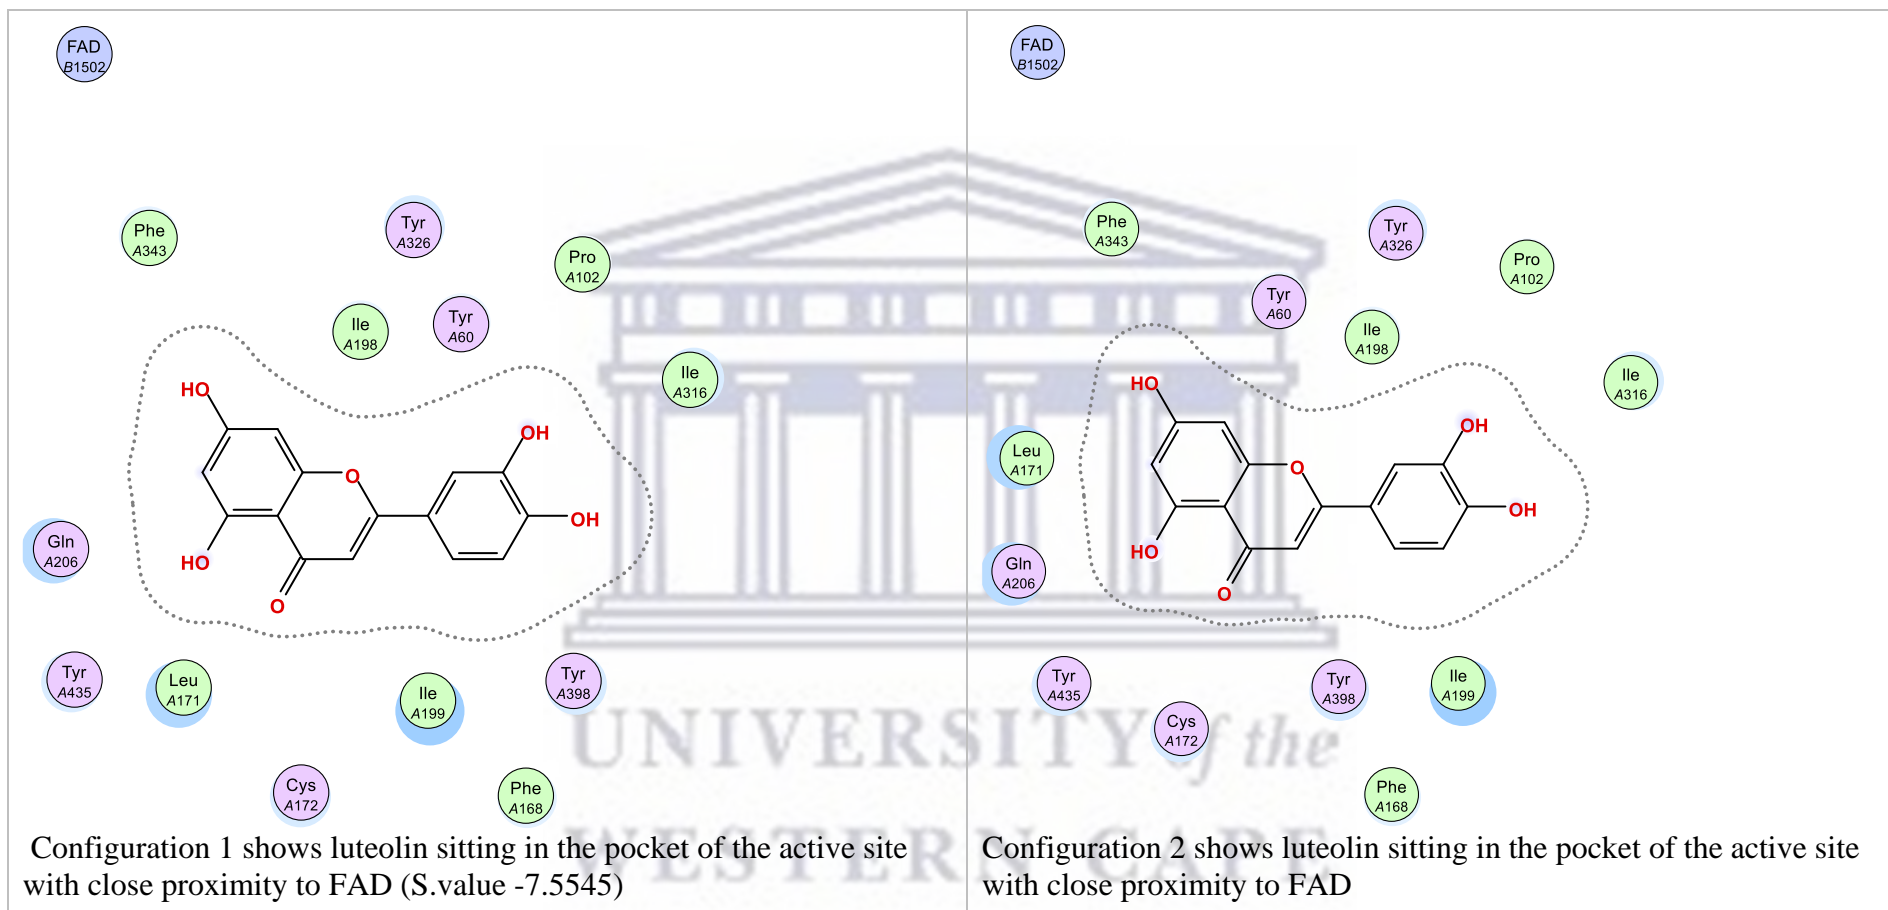 FAD
B1502
Phe
A343
Tyr
A326
Pro
A102
Ile
A198
Tyr
A60
Ile
A316
HO
O
OH
OH
HO
O
Gln
A206
Tyr
A435
Leu
A171
Ile
A199
Tyr
A398
Cys
A172
Phe
A168
Configuration 1 shows luteolin sitting in the pocket of the active site
with close proximity to FAD (S.value -7.5545)
FAD
B1502
Phe
A343
Tyr
A326
Pro
A102
Tyr
A60
Ile
A198
Ile
A316
HO
OH
Leu
A171
O
OH
HO
O
Gln
A206
Tyr
A435
Cys
A172
Tyr
A398
Ile
A199
Phe
A168
Configuration 2 shows luteolin sitting in the pocket of the active site
with close proximity to FAD
UNIVERSITY of the
WESTERN CAPE